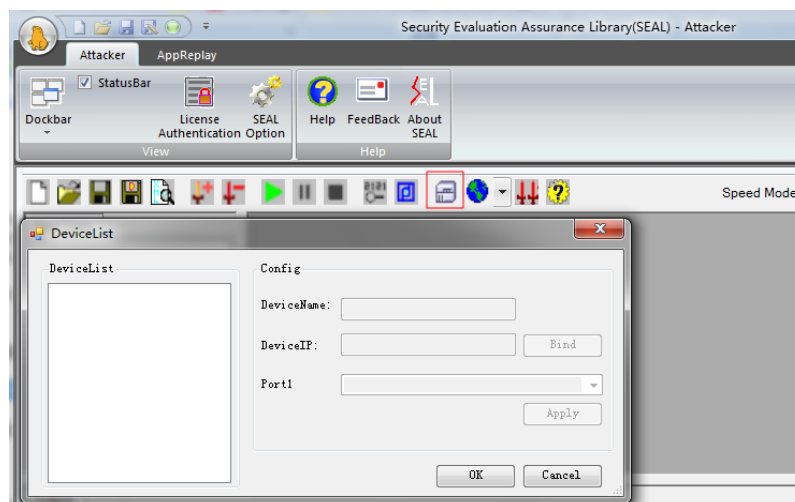 Security Evaluation Assurance Library(SEAL) - Attacker
Attacker AppReplay
StatusBar
Dockbar License Authentication SEAL Option Help FeedBack About SEAL
View Help
Speed Mode
DeviceList
DeviceList Config
DeviceName:
DeviceIP: Bind
Port1
Apply
OK Cancel